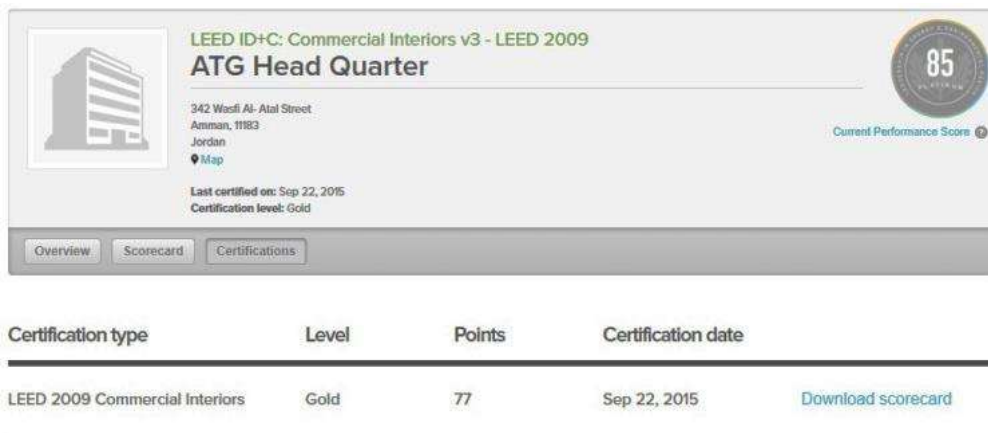 LEED ID+C: Commercial Interiors v3 - LEED 2009
ATG Head Quarter
342 Wasfi Al- Atal Street
Amman, 11183
Jordan
Map
Last certified on: Sep 22, 2015
Certification level: Gold
85
PLATINUM
Current Performance Score ?
Overview Scorecard Certifications
Certification type Level Points Certification date
LEED 2009 Commercial Interiors Gold 77 Sep 22, 2015 Download scorecard